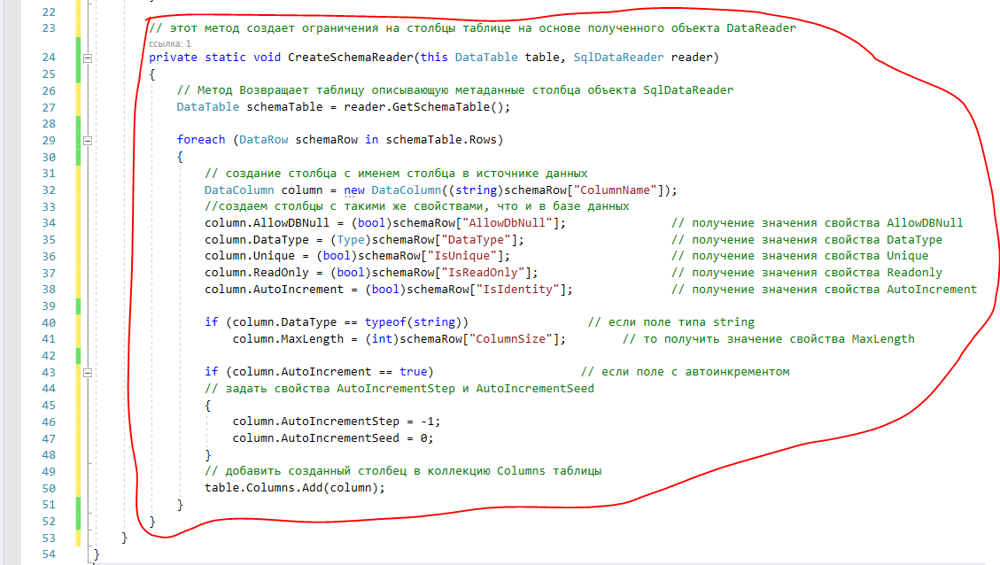 22
23 // этот метод создает ограничения на столбцы таблице на основе полученного объекта DataReader
ссылка: 1
24 private static void CreateSchemaReader(this DataTable table, SqlDataReader reader)
25 {
26 // Метод Возвращает таблицу описывающую метаданные столбца объекта SqlDataReader
27 DataTable schemaTable = reader.GetSchemaTable();
28
29 foreach (DataRow schemaRow in schemaTable.Rows)
30 {
31 // создание столбца с именем столбца в источнике данных
32 DataColumn column = new DataColumn((string)schemaRow["ColumnName"]);
33 //создаем столбцы с такими же свойствами, что и в базе данных
34 column.AllowDBNull = (bool)schemaRow["AllowDbNull"]; // получение значения свойства AllowDBNull
35 column.DataType = (Type)schemaRow["DataType"]; // получение значения свойства DataType
36 column.Unique = (bool)schemaRow["IsUnique"]; // получение значения свойства Unique
37 column.ReadOnly = (bool)schemaRow["IsReadOnly"]; // получение значения свойства Readonly
38 column.AutoIncrement = (bool)schemaRow["IsIdentity"]; // получение значения свойства AutoIncrement
39
40 if (column.DataType == typeof(string)) // если поле типа string
41 column.MaxLength = (int)schemaRow["ColumnSize"]; // то получить значение свойства MaxLength
42
43 if (column.AutoIncrement == true) // если поле с автоинкрементом
44 // задать свойства AutoIncrementStep и AutoIncrementSeed
45 {
46 column.AutoIncrementStep = -1;
47 column.AutoIncrementSeed = 0;
48 }
49 // добавить созданный столбец в коллекцию Columns таблицы
50 table.Columns.Add(column);
51 }
52 }
53 }
54 }